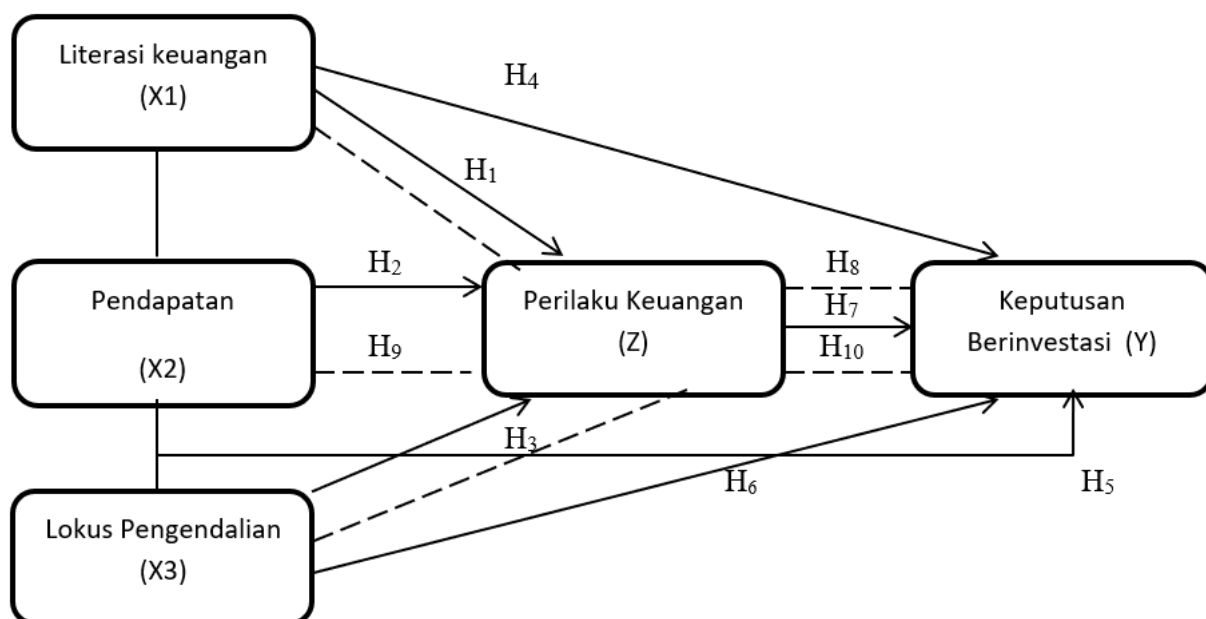 Literasi keuangan
(X1)
H₄
H₁
Pendapatan
(X2)
H₂
H₉
Perilaku Keuangan
(Z)
H₈
H₇
H₁₀
Keputusan
Berinvestasi (Y)
H₃
H₆
H₅
Lokus Pengendalian
(X3)